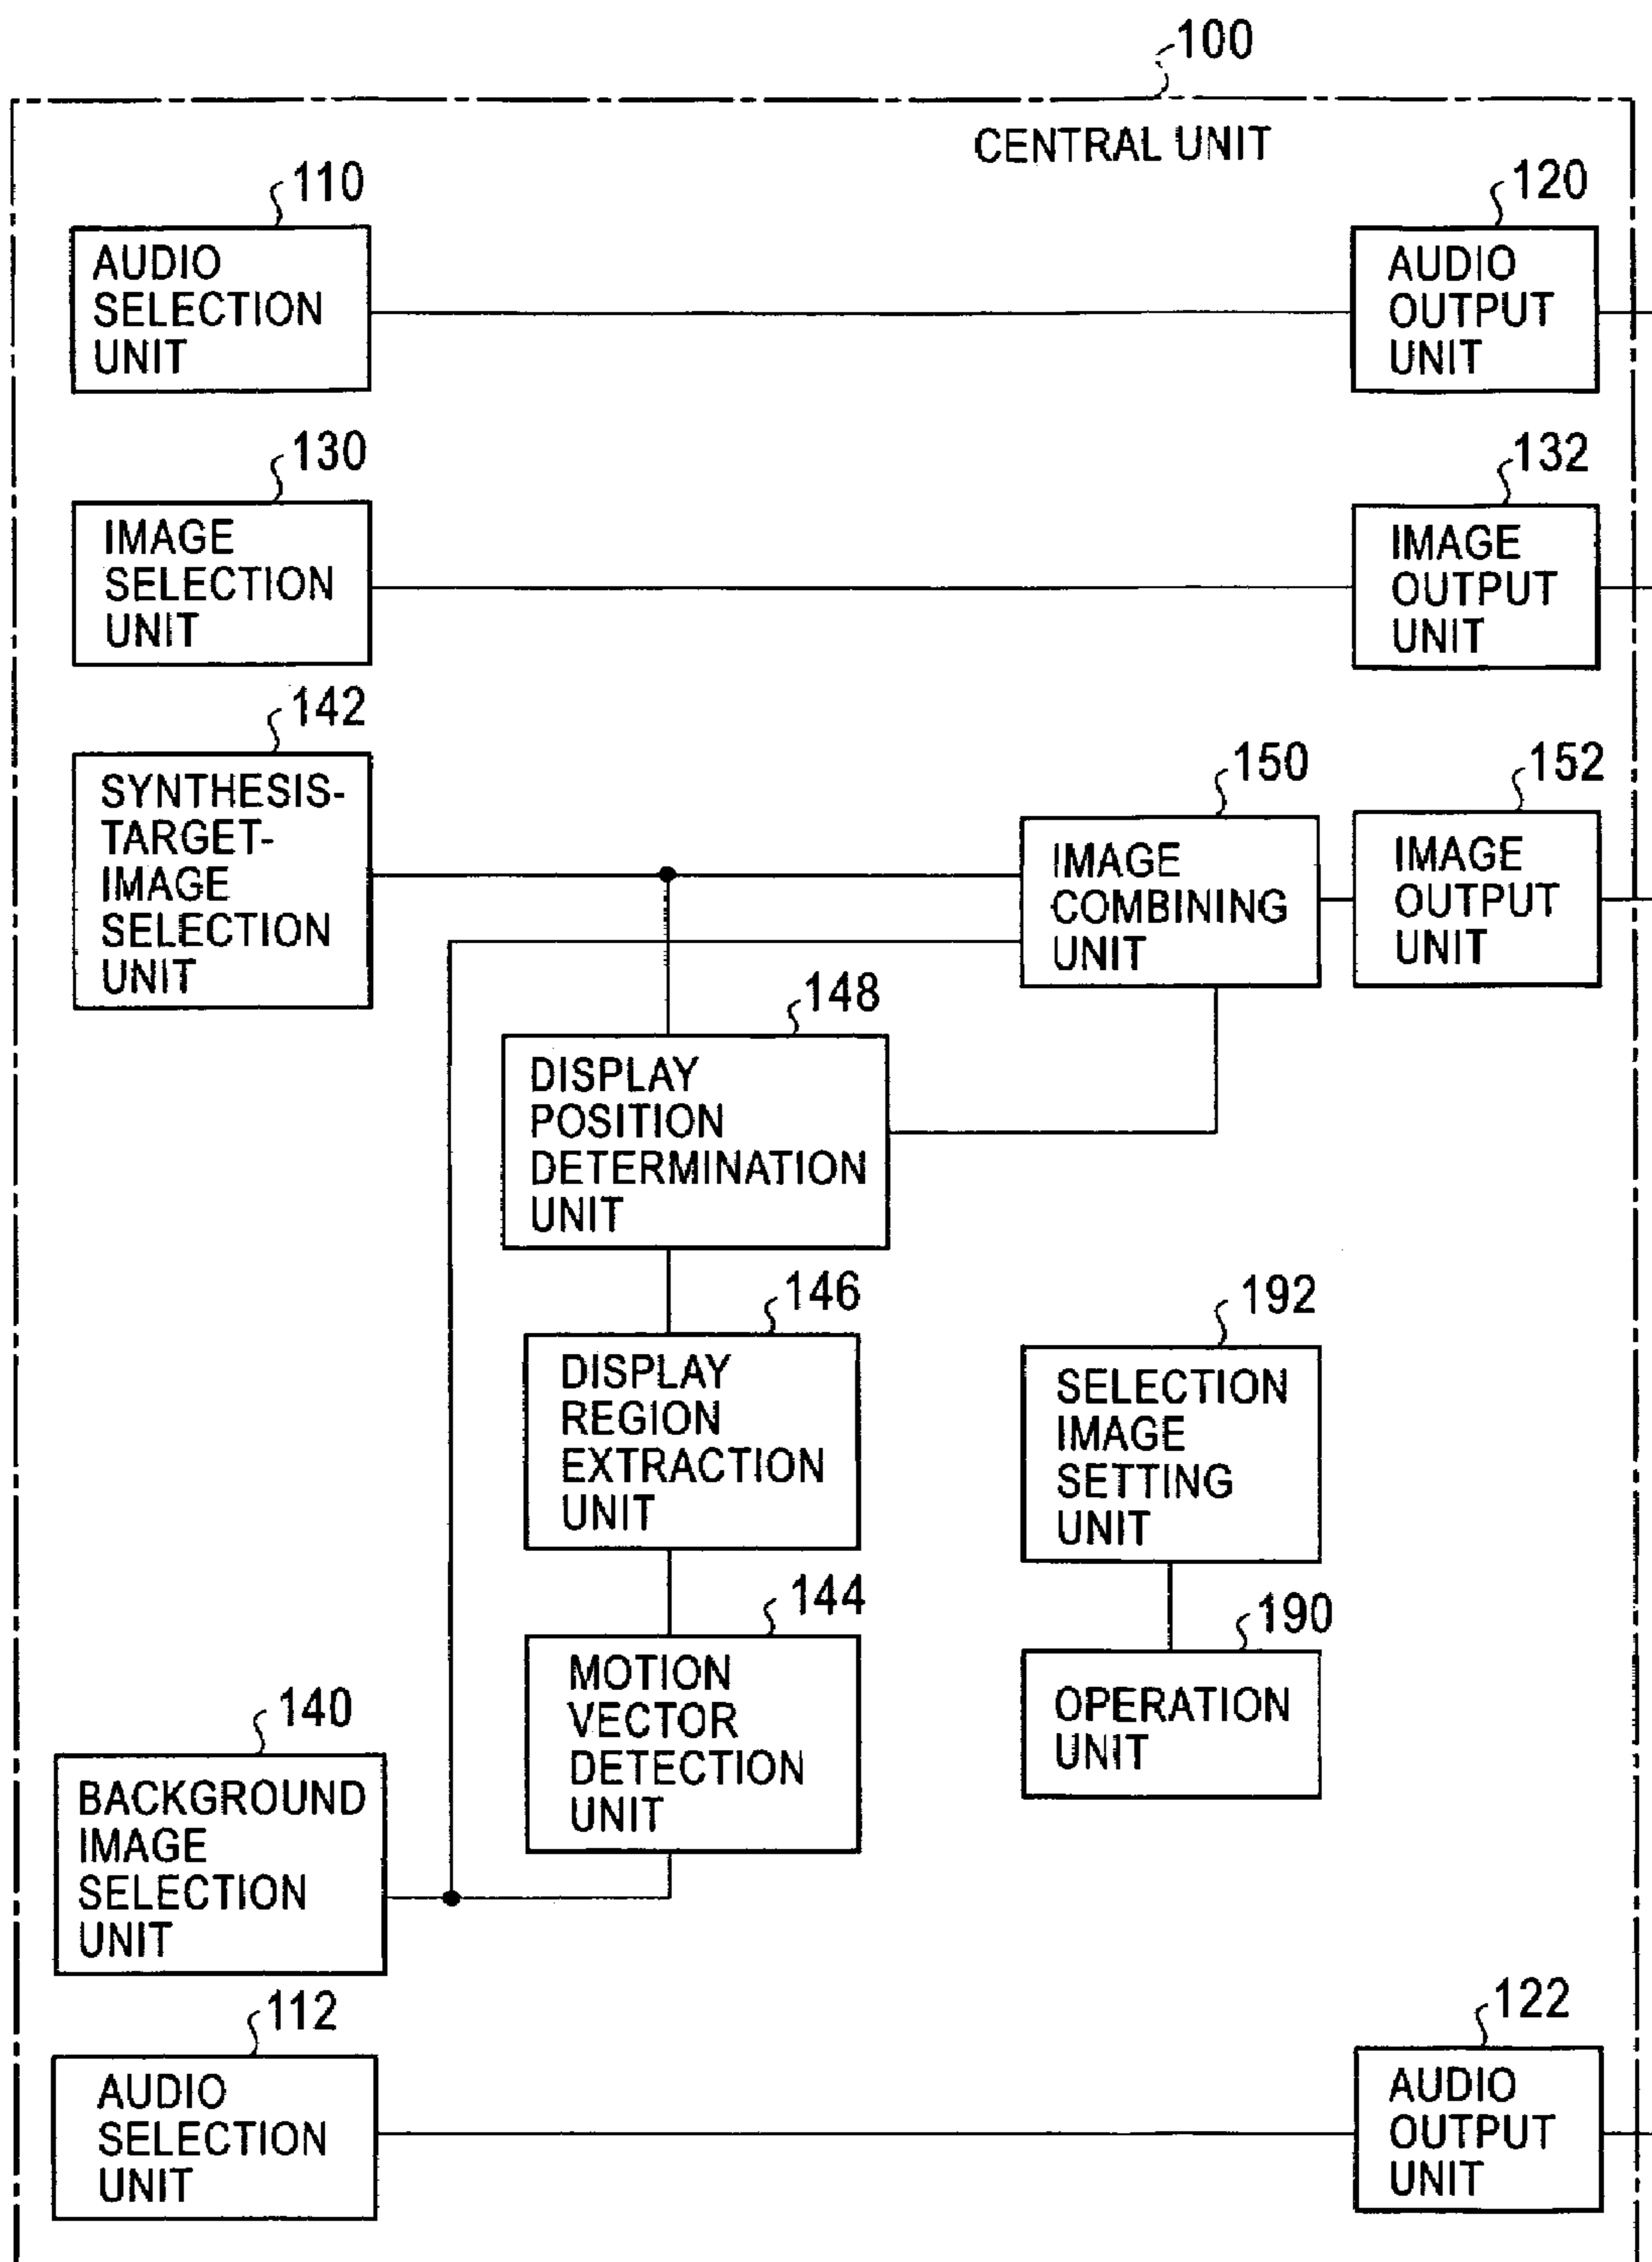 100
CENTRAL UNIT
110
AUDIO
SELECTION
UNIT
120
AUDIO
OUTPUT
UNIT
130
IMAGE
SELECTION
UNIT
132
IMAGE
OUTPUT
UNIT
142
SYNTHESIS-
TARGET-
IMAGE
SELECTION
UNIT
150
IMAGE
COMBINING
UNIT
152
IMAGE
OUTPUT
UNIT
148
DISPLAY
POSITION
DETERMINATION
UNIT
146
DISPLAY
REGION
EXTRACTION
UNIT
192
SELECTION
IMAGE
SETTING
UNIT
144
MOTION
VECTOR
DETECTION
UNIT
190
OPERATION
UNIT
140
BACKGROUND
IMAGE
SELECTION
UNIT
112
AUDIO
SELECTION
UNIT
122
AUDIO
OUTPUT
UNIT